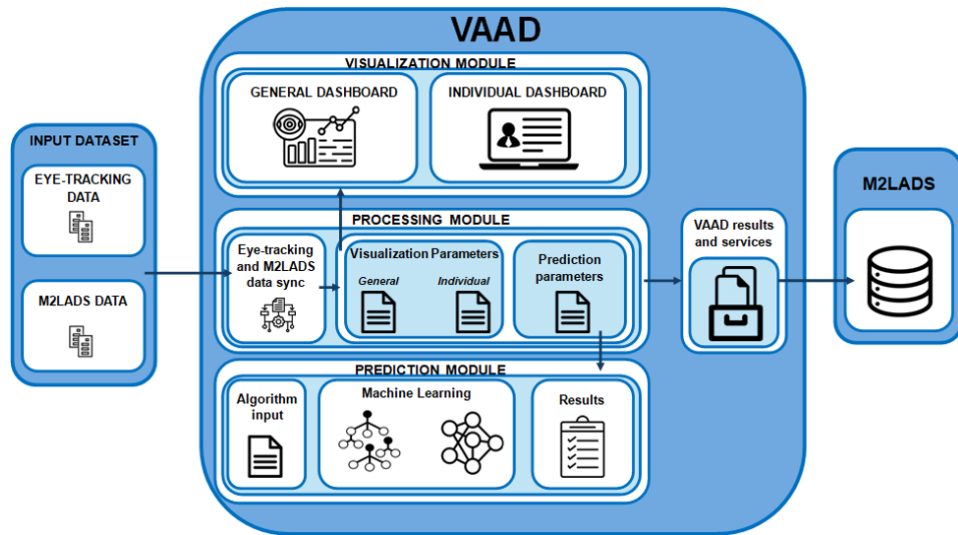 VAAD
VISUALIZATION MODULE
GENERAL DASHBOARD
INDIVIDUAL DASHBOARD
INPUT DATASET
EYE-TRACKING
DATA
M2LADS DATA
PROCESSING MODULE
Eye-tracking
and M2LADS
data sync
Visualization Parameters
General
Individual
Prediction
parameters
VAAD results
and services
M2LADS
PREDICTION MODULE
Algorithm
input
Machine Learning
Results